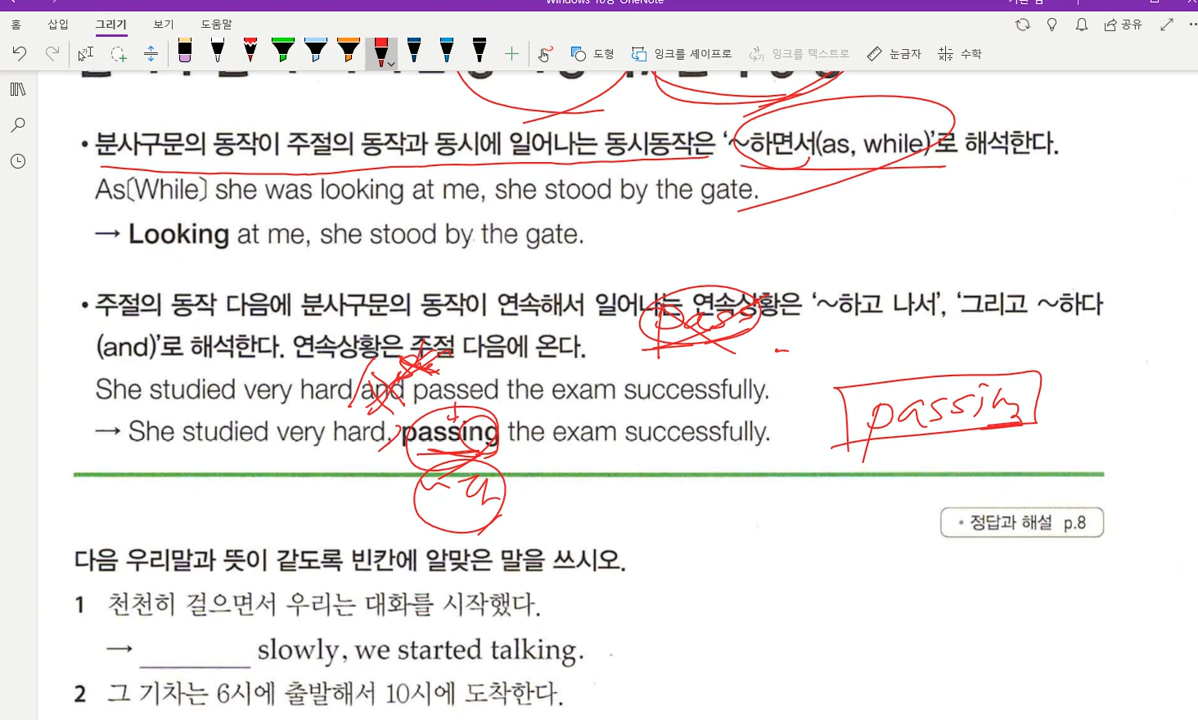 Windows 10용 OneNote
홈 삽입 그리기 보기 도움말 공유
도형 잉크를 셰이프로 잉크를 텍스트로 눈금자 수학
• 분사구문의 동작이 주절의 동작과 동시에 일어나는 동시동작은 ‘~하면서(as, while)’로 해석한다.
As[While] she was looking at me, she stood by the gate.
→ Looking at me, she stood by the gate.
• 주절의 동작 다음에 분사구문의 동작이 연속해서 일어나는 연속상황은 ‘~하고 나서’, ‘그리고 ~하다
(and)’로 해석한다. 연속상황은 주절 다음에 온다.
pass
She studied very hard and passed the exam successfully.
passing
→ She studied very hard, passing the exam successfully.
• 정답과 해설 p.8
다음 우리말과 뜻이 같도록 빈칸에 알맞은 말을 쓰시오.
1 천천히 걸으면서 우리는 대화를 시작했다.
→ ________ slowly, we started talking.
2 그 기차는 6시에 출발해서 10시에 도착한다.